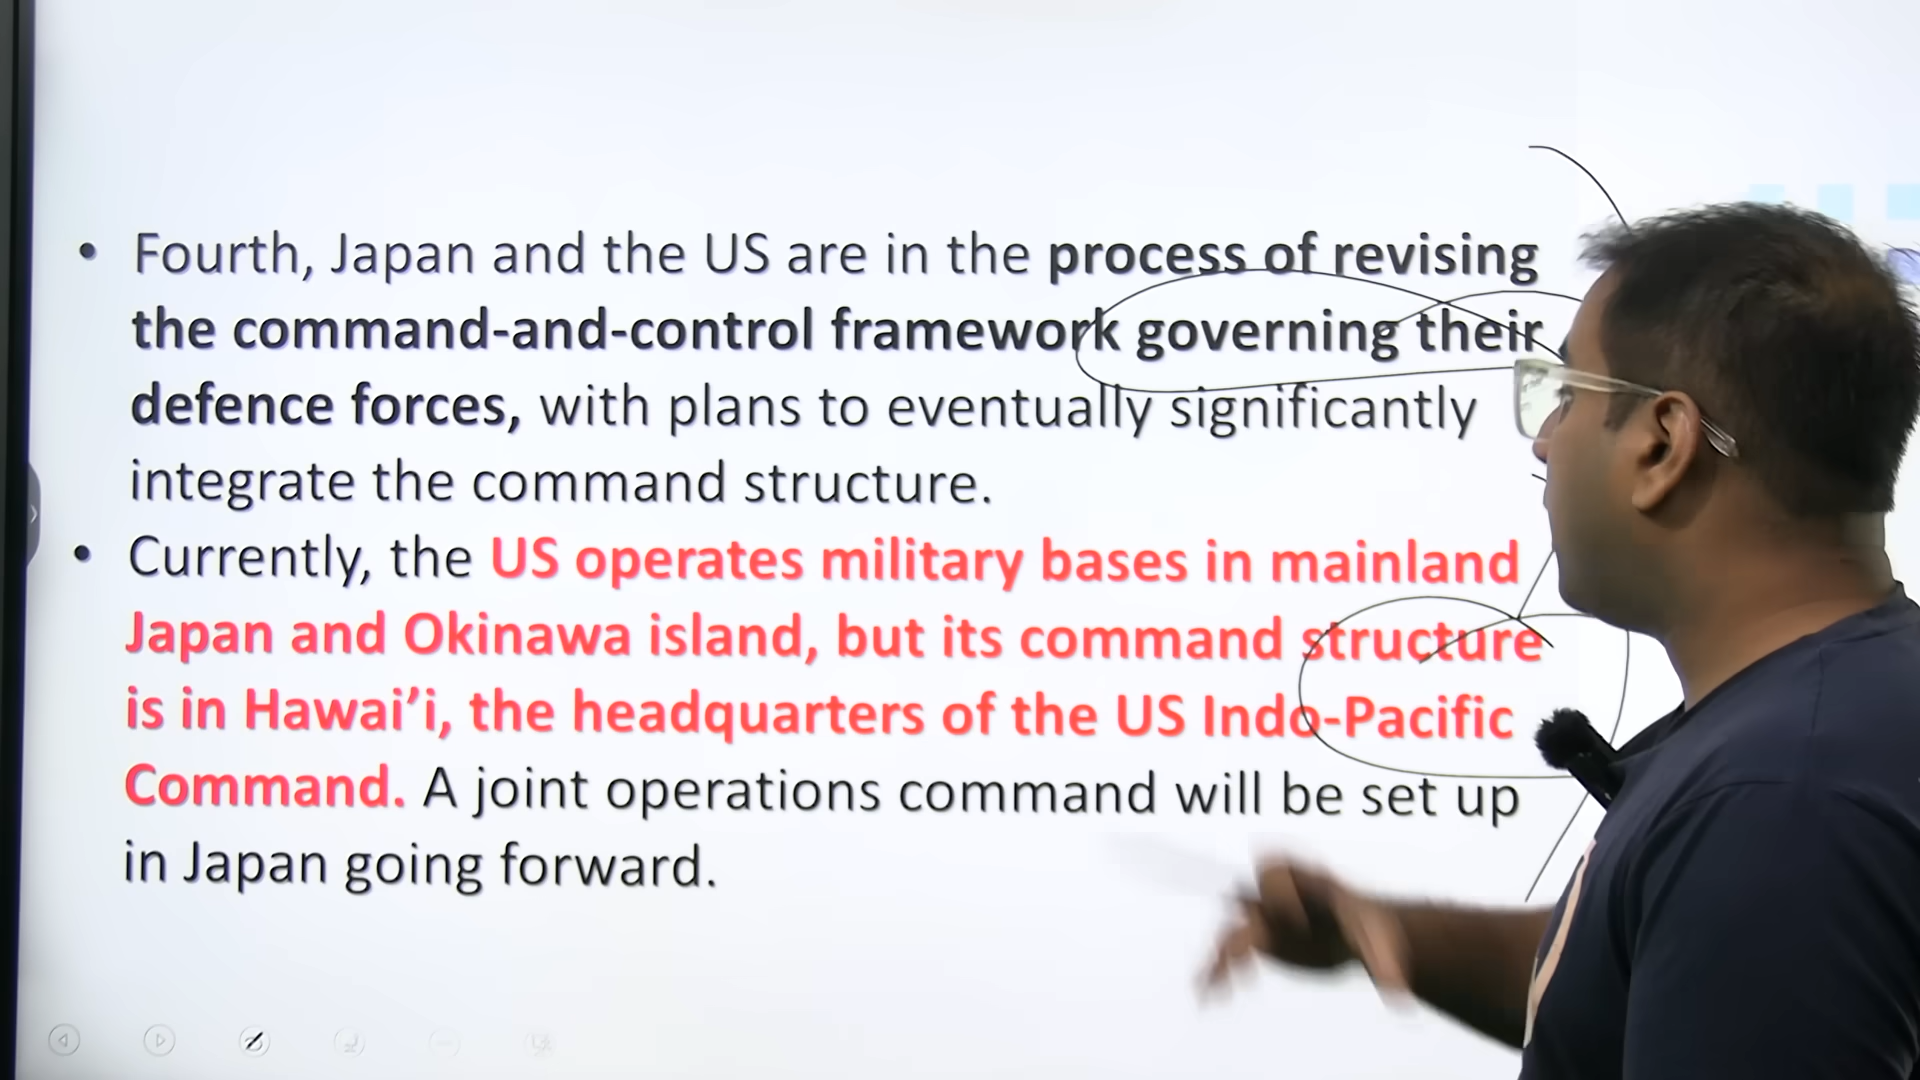 • Fourth, Japan and the US are in the process of revising
the command-and-control framework governing their
defence forces, with plans to eventually significantly
integrate the command structure.
• Currently, the US operates military bases in mainland
Japan and Okinawa island, but its command structure
is in Hawai’i, the headquarters of the US Indo-Pacific
Command. A joint operations command will be set up
in Japan going forward.